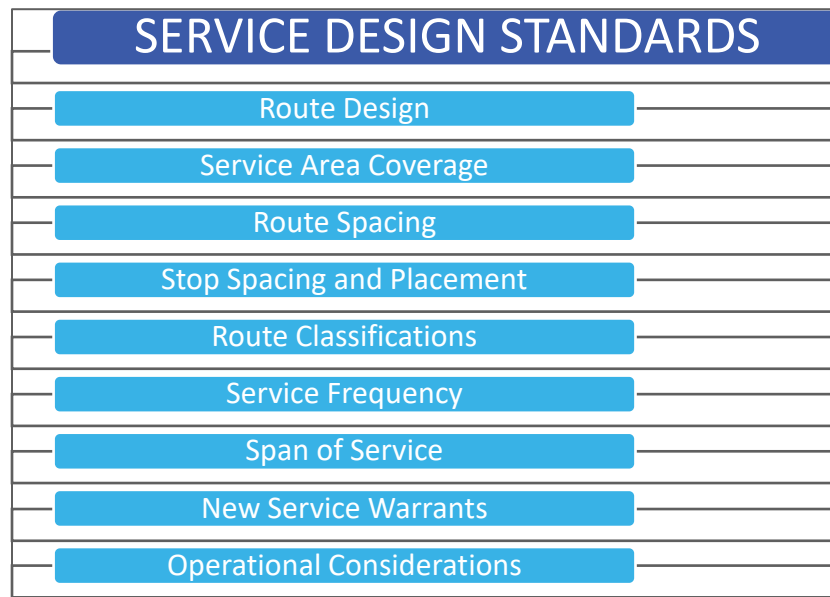 SERVICE DESIGN STANDARDS
Route Design
Service Area Coverage
Route Spacing
Stop Spacing and Placement
Route Classifications
Service Frequency
Span of Service
New Service Warrants
Operational Considerations